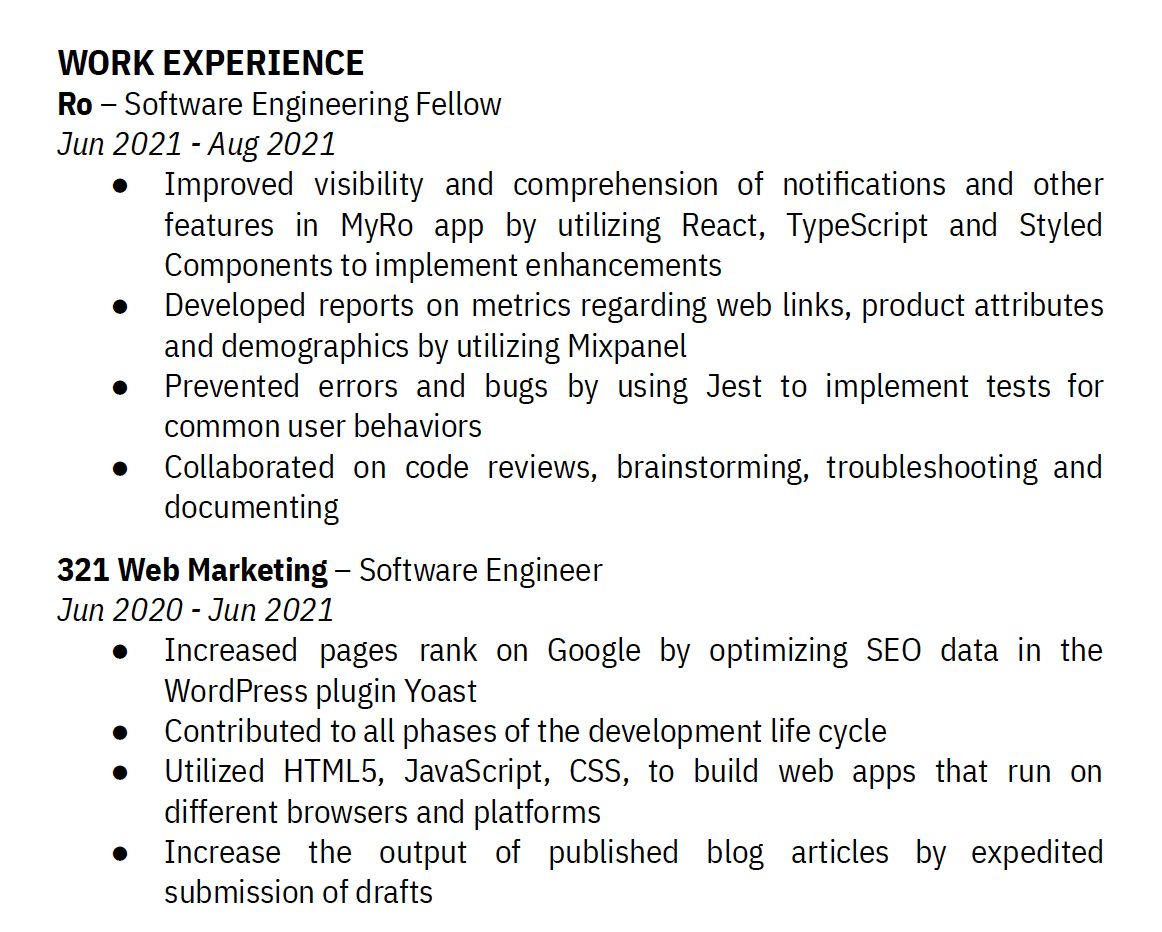 WORK EXPERIENCE
Ro – Software Engineering Fellow
Jun 2021 - Aug 2021
● Improved visibility and comprehension of notifications and other
features in MyRo app by utilizing React, TypeScript and Styled
Components to implement enhancements
● Developed reports on metrics regarding web links, product attributes
and demographics by utilizing Mixpanel
● Prevented errors and bugs by using Jest to implement tests for
common user behaviors
● Collaborated on code reviews, brainstorming, troubleshooting and
documenting
321 Web Marketing – Software Engineer
Jun 2020 - Jun 2021
● Increased pages rank on Google by optimizing SEO data in the
WordPress plugin Yoast
● Contributed to all phases of the development life cycle
● Utilized HTML5, JavaScript, CSS, to build web apps that run on
different browsers and platforms
● Increase the output of published blog articles by expedited
submission of drafts